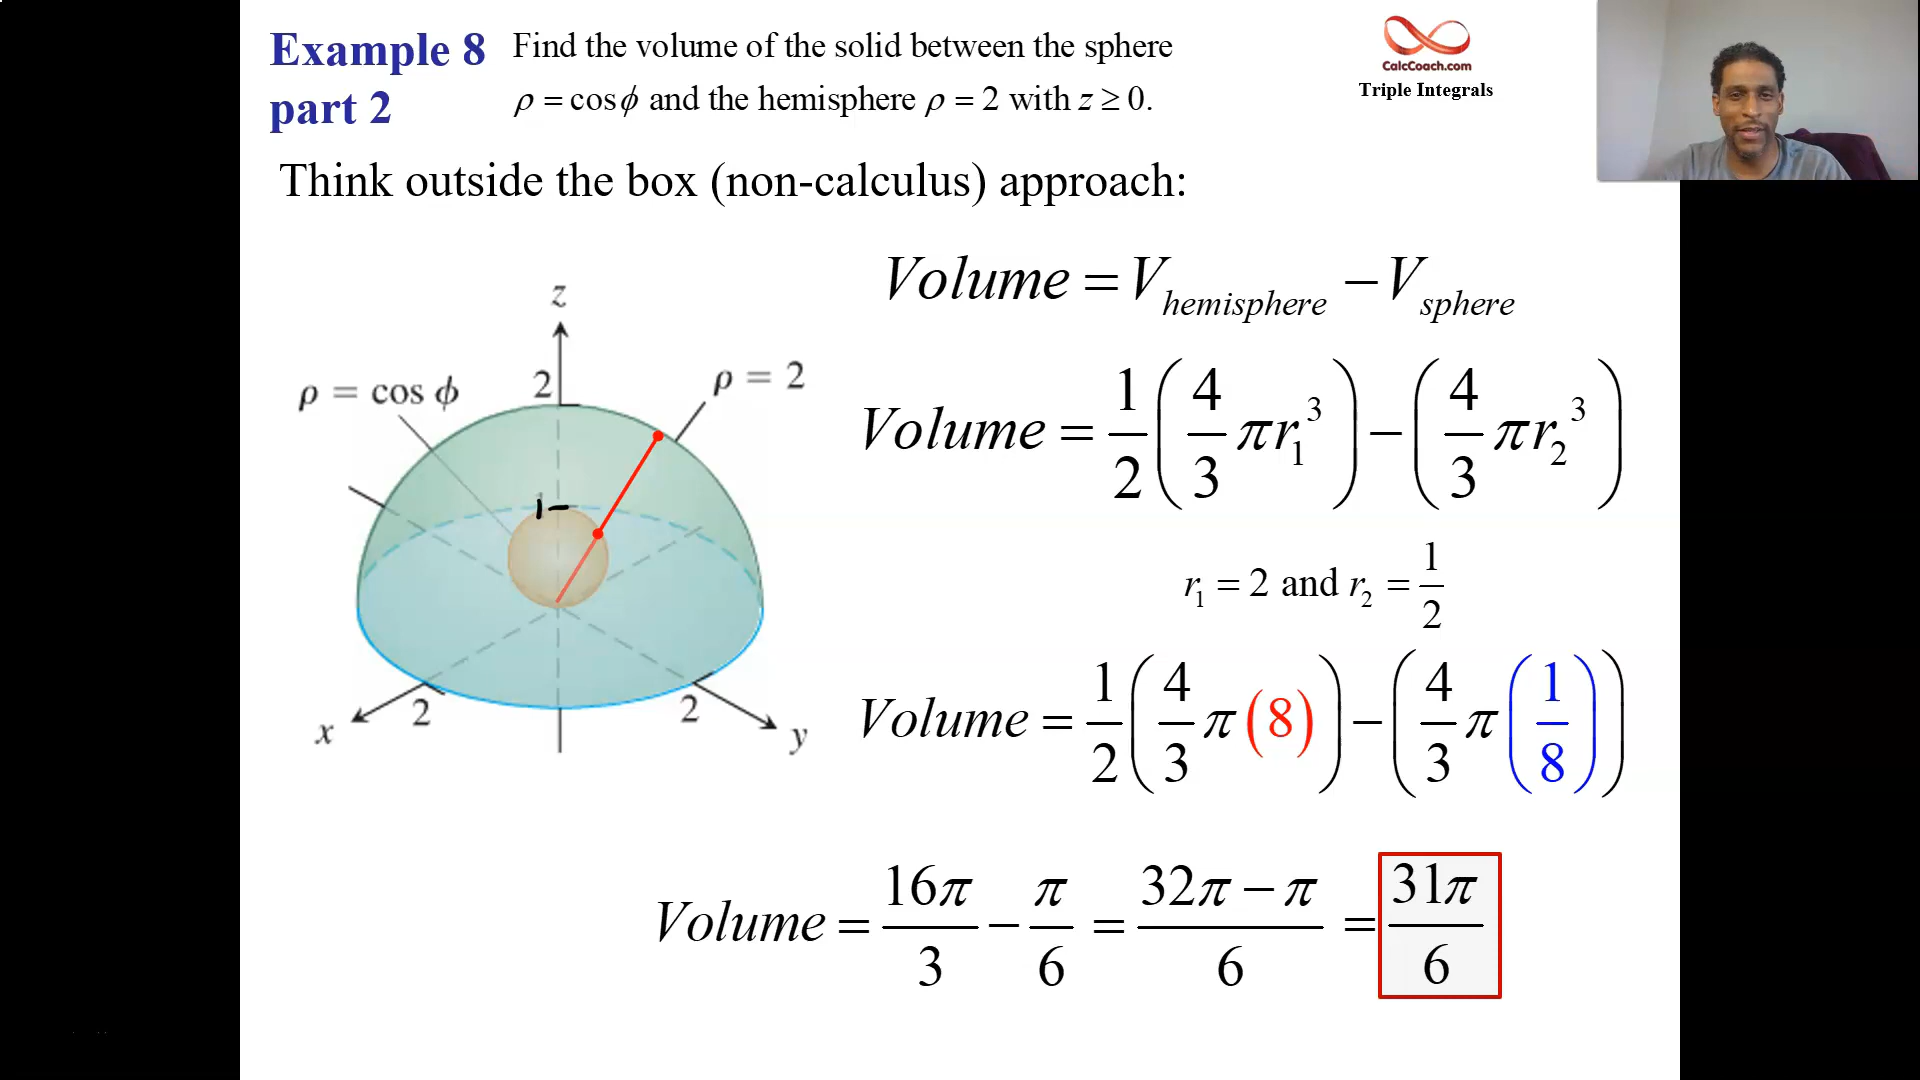 Example 8
part 2
Find the volume of the solid between the sphere
ρ = cosϕ and the hemisphere ρ = 2 with z ≥ 0.
CalcCoach.com
Triple Integrals
Think outside the box (non-calculus) approach:
z
ρ = cos ϕ
2
ρ = 2
1
x
2
2
y
Volume = V_hemisphere − V_sphere
Volume = 1/2 (4/3 πr₁³) − (4/3 πr₂³)
r₁ = 2 and r₂ = 1/2
Volume = 1/2 (4/3 π(8)) − (4/3 π(1/8))
Volume = 16π/3 − π/6 = 32π − π/6 = 31π/6